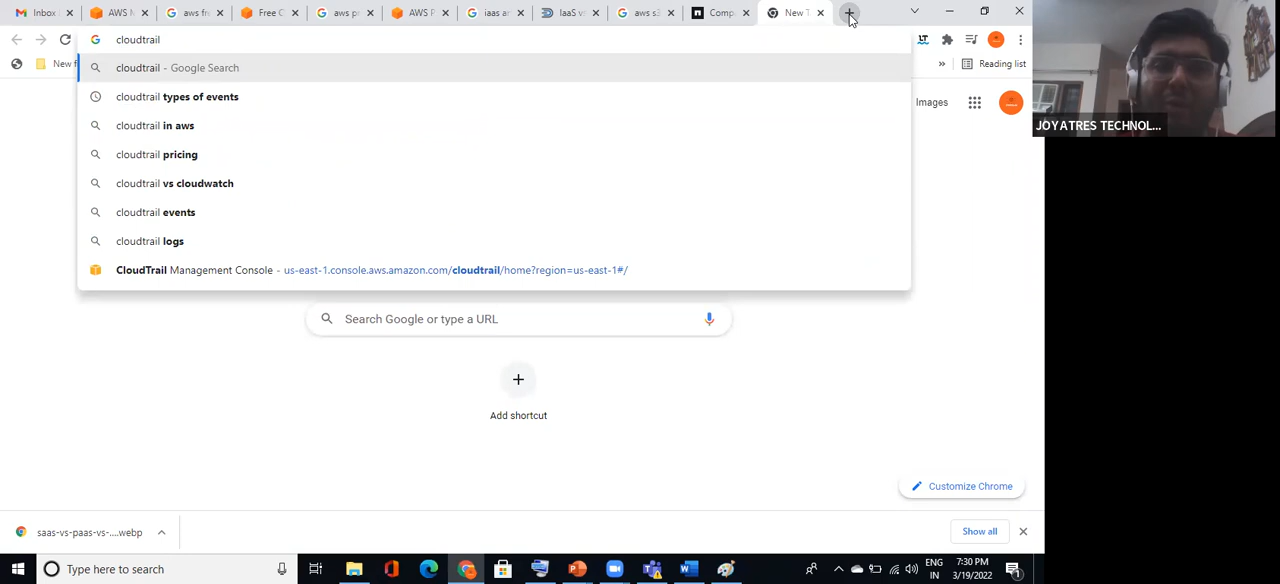 Inbox
AWS M
aws fre
Free C
aws pr
AWS P
iaas ar
IaaS vs
aws s3
Compa
New T
cloudtrail
New f
cloudtrail - Google Search
cloudtrail types of events
cloudtrail in aws
cloudtrail pricing
cloudtrail vs cloudwatch
cloudtrail events
cloudtrail logs
CloudTrail Management Console - us-east-1.console.aws.amazon.com/cloudtrail/home?region=us-east-1#/
LT
»
Reading list
Images
JOYATRES TECHNOL...
Search Google or type a URL
Add shortcut
Customize Chrome
saas-vs-paas-vs-....webp
Show all
Type here to search
ENG
IN
7:30 PM
3/19/2022
1